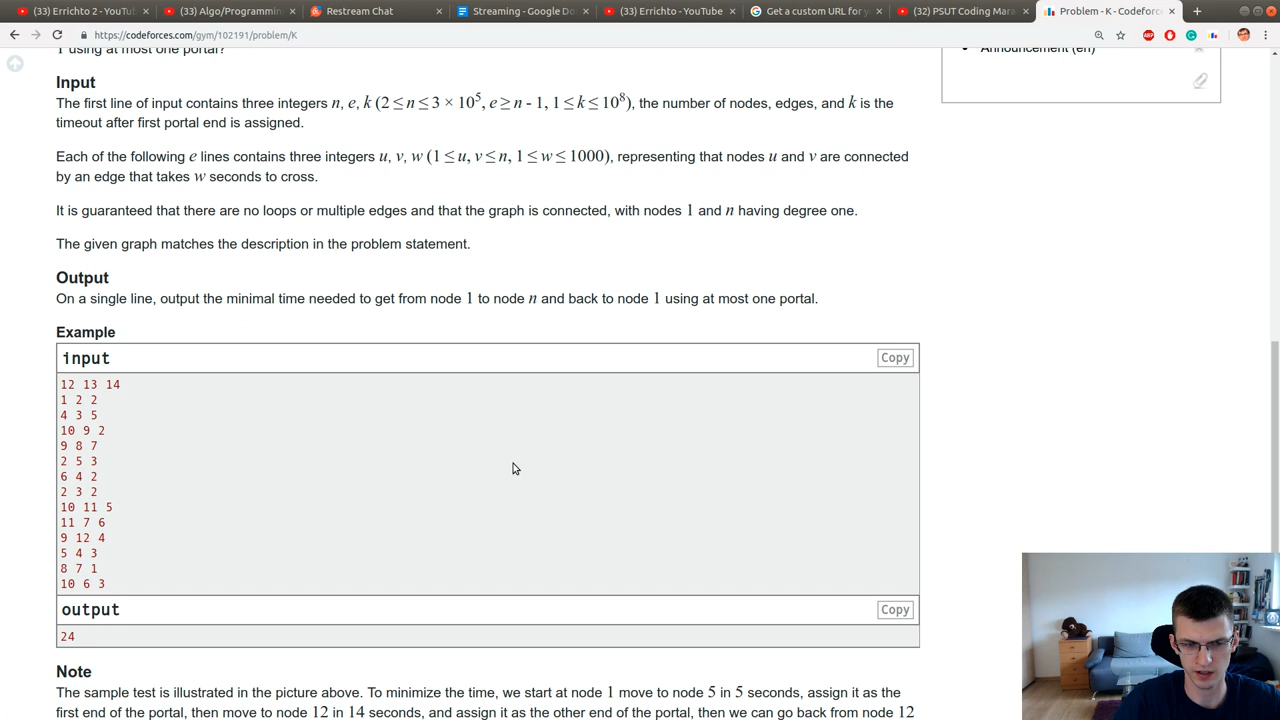 (33) Errichto 2 - YouTu
(33) Algo/Programmin
Restream Chat
Streaming - Google Do
(33) Errichto - YouTube
Get a custom URL for y
(32) PSUT Coding Mara
Problem - K - Codeforc
https://codeforces.com/gym/102191/problem/K
1 using at most one portal?
Announcement (en)
Input
The first line of input contains three integers n, e, k (2 ≤ n ≤ 3 × 10⁵, e ≥ n - 1, 1 ≤ k ≤ 10⁸), the number of nodes, edges, and k is the
timeout after first portal end is assigned.
Each of the following e lines contains three integers u, v, w (1 ≤ u, v ≤ n, 1 ≤ w ≤ 1000), representing that nodes u and v are connected
by an edge that takes w seconds to cross.
It is guaranteed that there are no loops or multiple edges and that the graph is connected, with nodes 1 and n having degree one.
The given graph matches the description in the problem statement.
Output
On a single line, output the minimal time needed to get from node 1 to node n and back to node 1 using at most one portal.
Example
input
Copy
12 13 14
1 2 2
4 3 5
10 9 2
9 8 7
2 5 3
6 4 2
2 3 2
10 11 5
11 7 6
9 12 4
5 4 3
8 7 1
10 6 3
output
Copy
24
Note
The sample test is illustrated in the picture above. To minimize the time, we start at node 1 move to node 5 in 5 seconds, assign it as the
first end of the portal, then move to node 12 in 14 seconds, and assign it as the other end of the portal, then we can go back from node 12